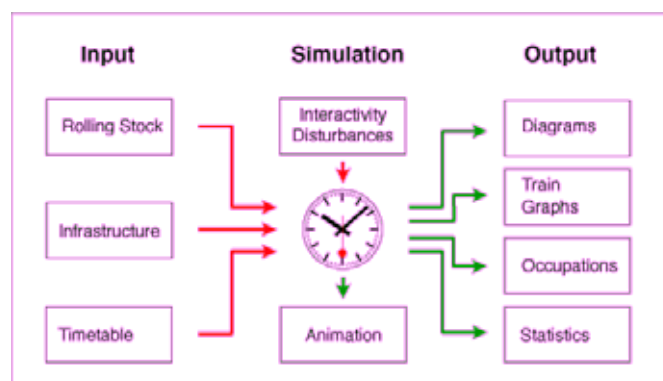 Input
Simulation
Output
Rolling Stock
Interactivity
Disturbances
Diagrams
Train
Graphs
Infrastructure
Occupations
Timetable
Animation
Statistics